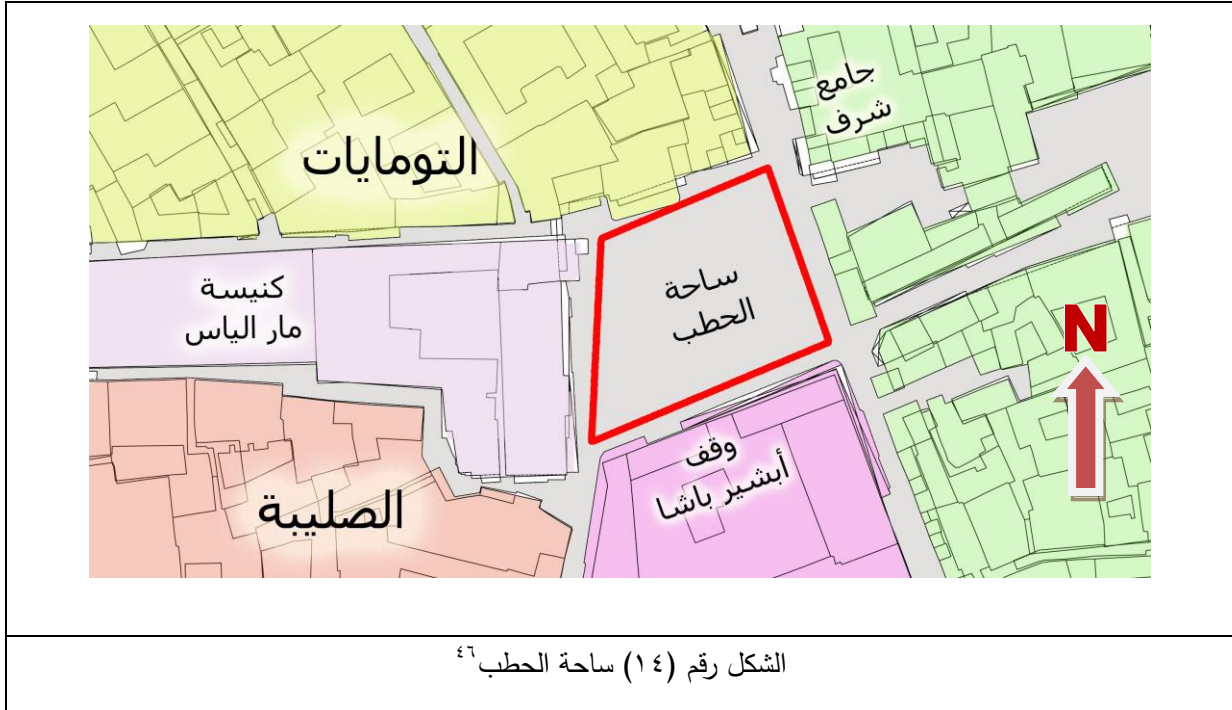 جامع
شرف
التومايات
ساحة
الحطب
كنيسة
مار الياس
N
وقف
أبشير باشا
الصليبة
الشكل رقم (١٤) ساحة الحطب٤٦